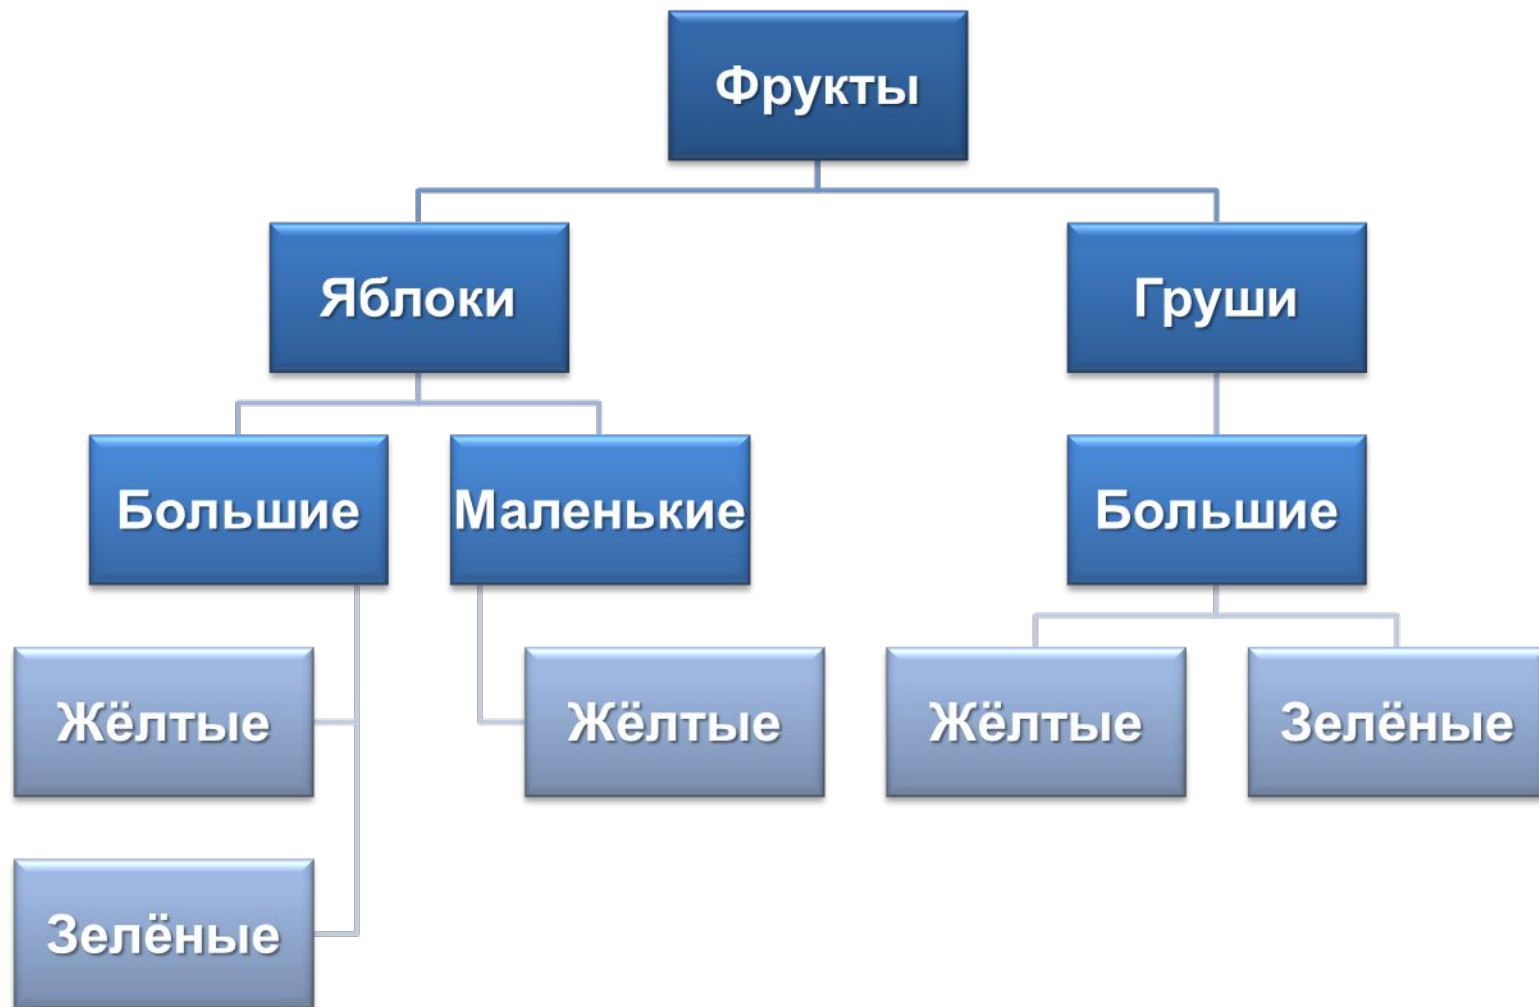 Фрукты
Яблоки
Груши
Большие
Маленькие
Большие
Жёлтые
Жёлтые
Жёлтые
Зелёные
Зелёные